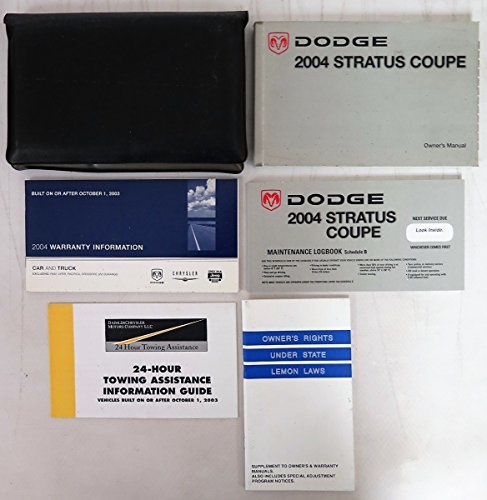 DODGE
2004 STRATUS COUPE
Owner's Manual
BUILT ON OR AFTER OCTOBER 1, 2003
2004 WARRANTY INFORMATION
CAR AND TRUCK
CHRYSLER
Jeep
DODGE
2004 STRATUS
COUPE
NEXT SERVICE DUE
Look Inside.
WHICHEVER COMES FIRST
MAINTENANCE LOGBOOK Schedule B
DAIMLERCHRYSLER
MOTORS COMPANY LLC
24 Hour Towing Assistance
24-HOUR
TOWING ASSISTANCE
INFORMATION GUIDE
VEHICLES BUILT ON OR AFTER OCTOBER 1, 2003
OWNER'S RIGHTS
UNDER STATE
LEMON LAWS
SUPPLEMENT TO OWNER'S & WARRANTY
MANUALS.
ALSO INCLUDES SPECIAL ADJUSTMENT
PROGRAM NOTICES.